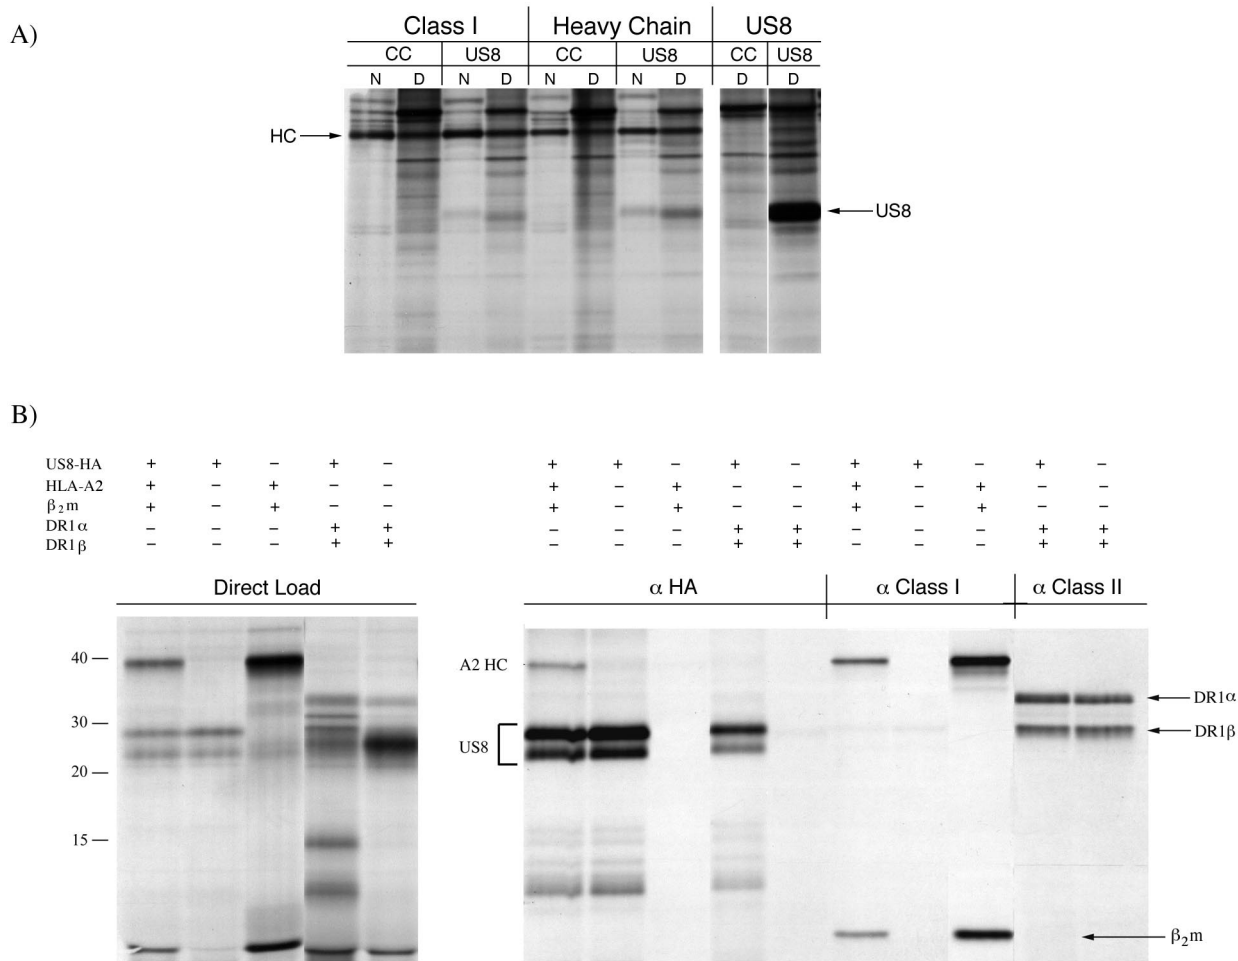 A)
Class I Heavy Chain US8
CC US8 CC US8 CC US8
N D N D N D N D D D
HC
US8
B)
US8-HA + + − + − + + − + − + + − + −
HLA-A2 + − + − − + − + − − + − + − −
β2m + − + − − + − + − − + − + − −
DR1α − − − + + − − − + + − − − + +
DR1β − − − + + − − − + + − − − + +
Direct Load α HA α Class I α Class II
40
A2 HC
DR1α
30
DR1β
US8
20
15
β2m